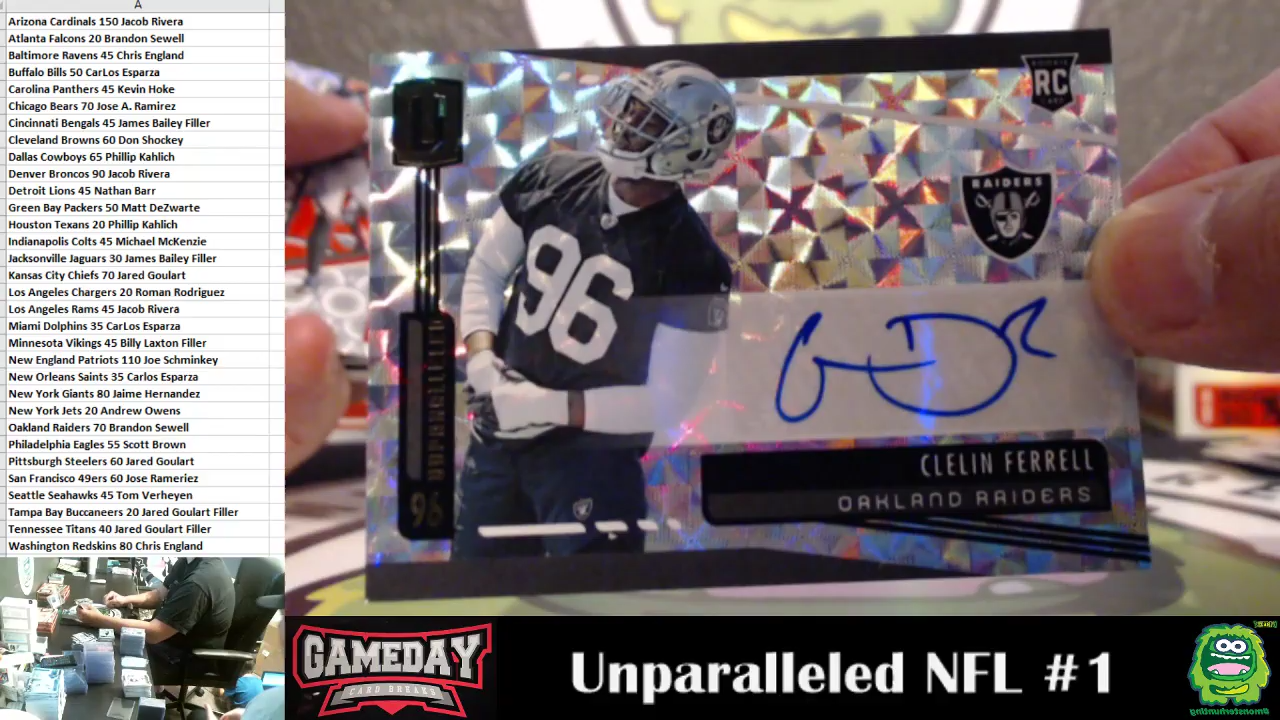 A
Arizona Cardinals 150 Jacob Rivera
Atlanta Falcons 20 Brandon Sewell
Baltimore Ravens 45 Chris England
Buffalo Bills 50 CarLos Esparza
Carolina Panthers 45 Kevin Hoke
Chicago Bears 70 Jose A. Ramirez
Cincinnati Bengals 45 James Bailey Filler
Cleveland Browns 60 Don Shockey
Dallas Cowboys 65 Phillip Kahlich
Denver Broncos 90 Jacob Rivera
Detroit Lions 45 Nathan Barr
Green Bay Packers 50 Matt DeZwarte
Houston Texans 20 Phillip Kahlich
Indianapolis Colts 45 Michael McKenzie
Jacksonville Jaguars 30 James Bailey Filler
Kansas City Chiefs 70 Jared Goulart
Los Angeles Chargers 20 Roman Rodriguez
Los Angeles Rams 45 Jacob Rivera
Miami Dolphins 35 CarLos Esparza
Minnesota Vikings 45 Billy Laxton Filler
New England Patriots 110 Joe Schminkey
New Orleans Saints 35 Carlos Esparza
New York Giants 80 Jaime Hernandez
New York Jets 20 Andrew Owens
Oakland Raiders 70 Brandon Sewell
Philadelphia Eagles 55 Scott Brown
Pittsburgh Steelers 60 Jared Goulart
San Francisco 49ers 60 Jose Rameriez
Seattle Seahawks 45 Tom Verheyen
Tampa Bay Buccaneers 20 Jared Goulart Filler
Tennessee Titans 40 Jared Goulart Filler
Washington Redskins 80 Chris England
RC
RAIDERS
96
UNPARALLELED
96
CLELIN FERRELL
OAKLAND RAIDERS
GAMEDAY
CARD BREAKS
Unparalleled NFL #1
#monsterhunting